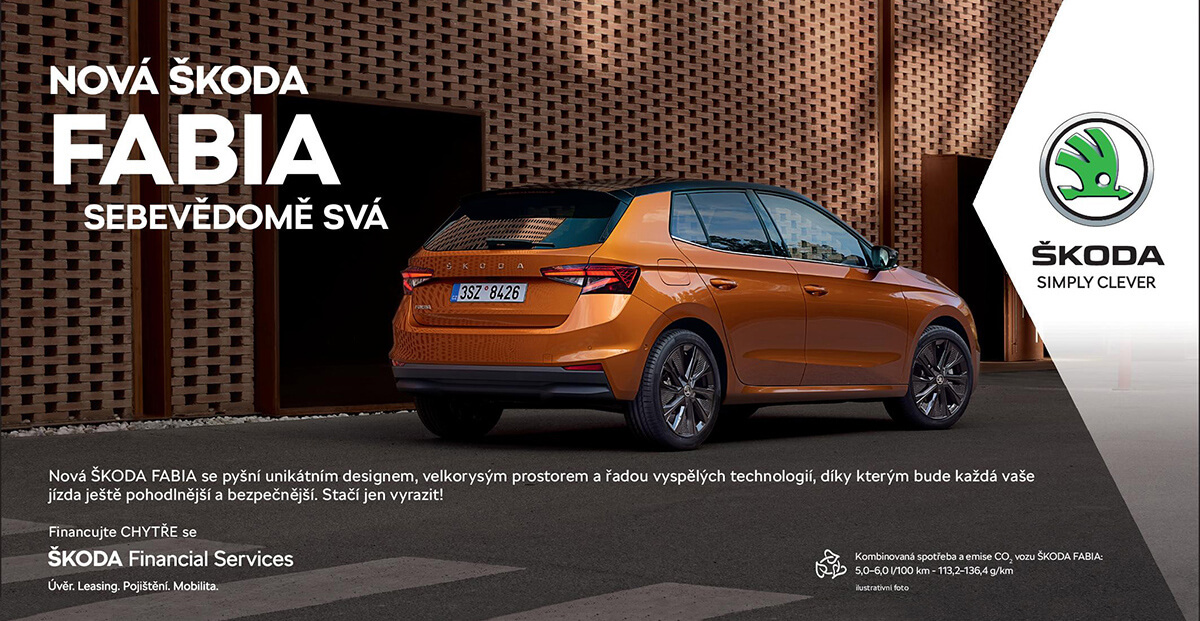 NOVÁ ŠKODA
FABIA
SEBEVĚDOMĚ SVÁ
ŠKODA
SIMPLY CLEVER
ŠKODA
3SZ 8426
FABIA
Nová ŠKODA FABIA se pyšní unikátním designem, velkorysým prostorem a řadou vyspělých technologií, díky kterým bude každá vaše
jízda ještě pohodlnější a bezpečnější. Stačí jen vyrazit!
Financujte CHYTŘE se
ŠKODA Financial Services
Úvěr. Leasing. Pojištění. Mobilita.
Kombinovaná spotřeba a emise CO₂ vozu ŠKODA FABIA:
5,0–6,0 l/100 km - 113,2–136,4 g/km
ilustrativní foto